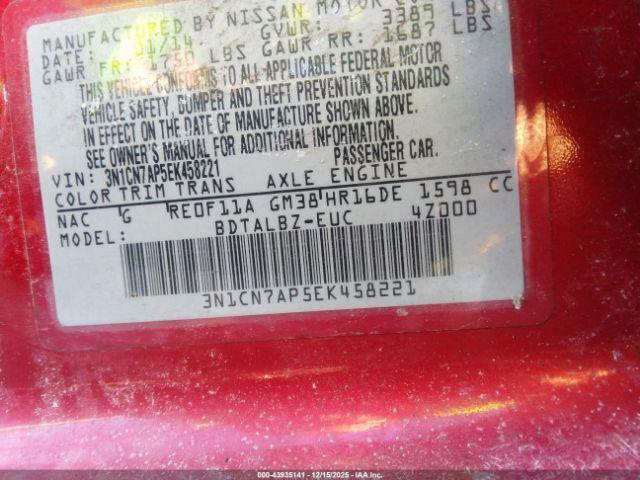 MANUFACTURED BY NISSAN MOTOR
DATE: 01/14 GVWR: 3389 LBS
GAWR FR: 1750 LBS GAWR RR: 1687 LBS
THIS VEHICLE CONFORMS TO ALL APPLICABLE FEDERAL MOTOR
VEHICLE SAFETY, BUMPER AND THEFT PREVENTION STANDARDS
IN EFFECT ON THE DATE OF MANUFACTURE SHOWN ABOVE.
SEE OWNER'S MANUAL FOR ADDITIONAL INFORMATION.
VIN: 3N1CN7AP5EK458221 PASSENGER CAR.
COLOR TRIM TRANS AXLE ENGINE
NAC G RE0F11A GM38 HR16DE 1598 CC
MODEL: BDTALBZ-EUC 4Z000
3N1CN7AP5EK458221
000-43935141 - 12/15/2025 - IAAI.COM